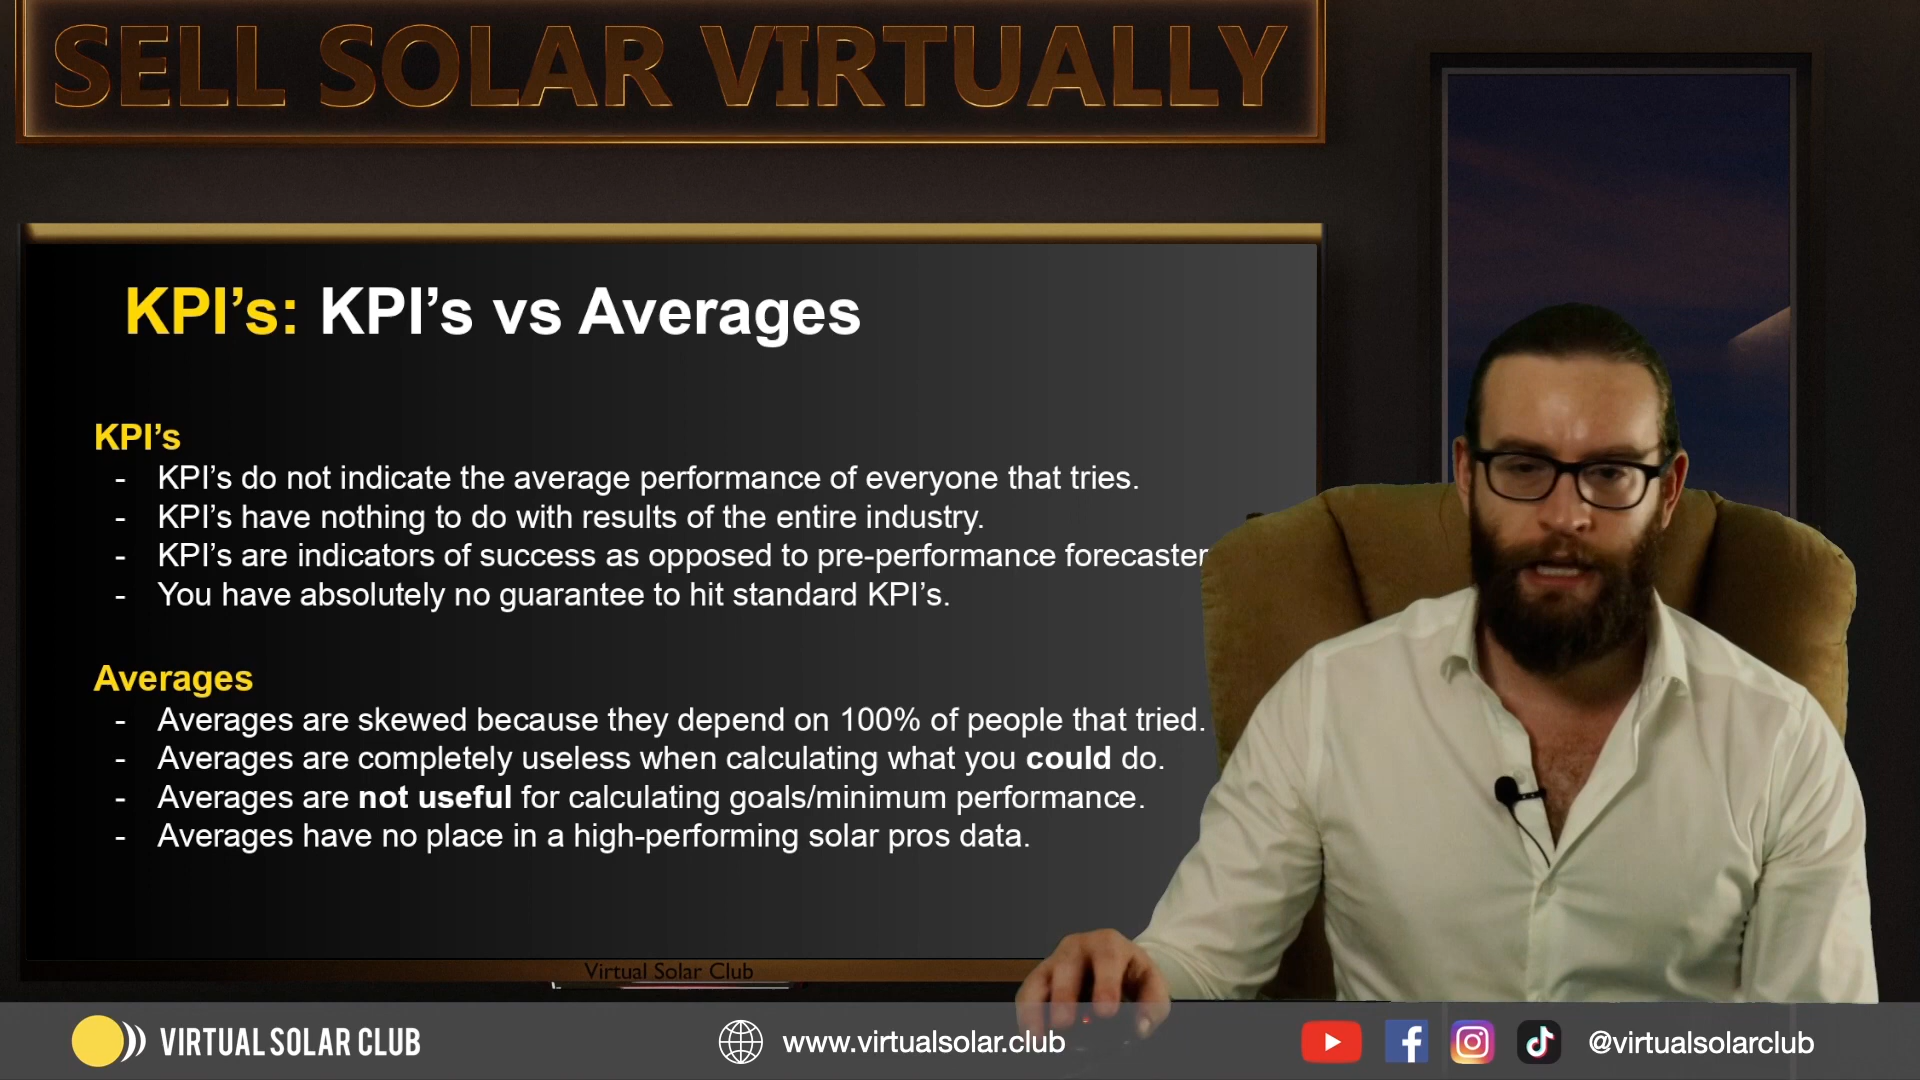 SELL SOLAR VIRTUALLY
KPI’s: KPI’s vs Averages
KPI’s
- KPI’s do not indicate the average performance of everyone that tries.
- KPI’s have nothing to do with results of the entire industry.
- KPI’s are indicators of success as opposed to pre-performance forecaster
- You have absolutely no guarantee to hit standard KPI’s.
Averages
- Averages are skewed because they depend on 100% of people that tried.
- Averages are completely useless when calculating what you could do.
- Averages are not useful for calculating goals/minimum performance.
- Averages have no place in a high-performing solar pros data.
Virtual Solar Club
VIRTUAL SOLAR CLUB
www.virtualsolar.club
@virtualsolarclub